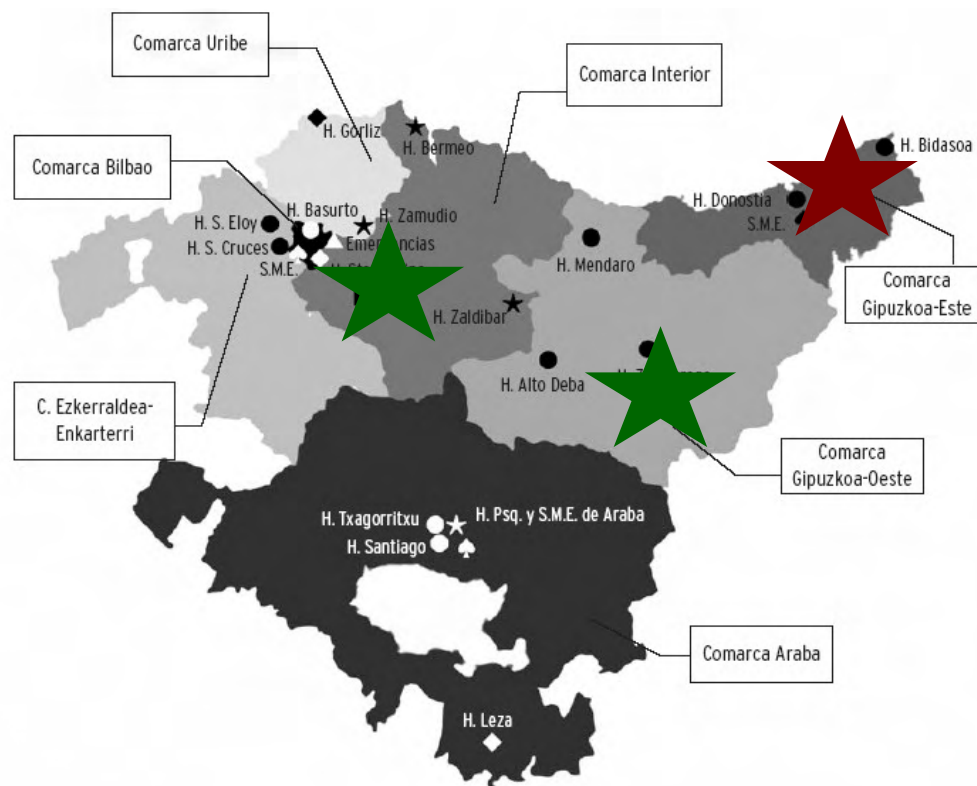 Comarca Uribe
Comarca Interior
H. Górliz
H. Bermeo
H. Bidasoa
Comarca Bilbao
H. Donostia
S.M.E.
H. Basurto
H. Zamudio
H. S. Eloy
H. S. Cruces
S.M.E.
H. Mendaro
Comarca
Gipuzkoa-Este
H. Zaldibar
H. Alto Deba
C. Ezkerraldea-
Enkarterri
Comarca
Gipuzkoa-Oeste
H. Txagorritxu
H. Psq. y S.M.E. de Araba
H. Santiago
Comarca Araba
H. Leza